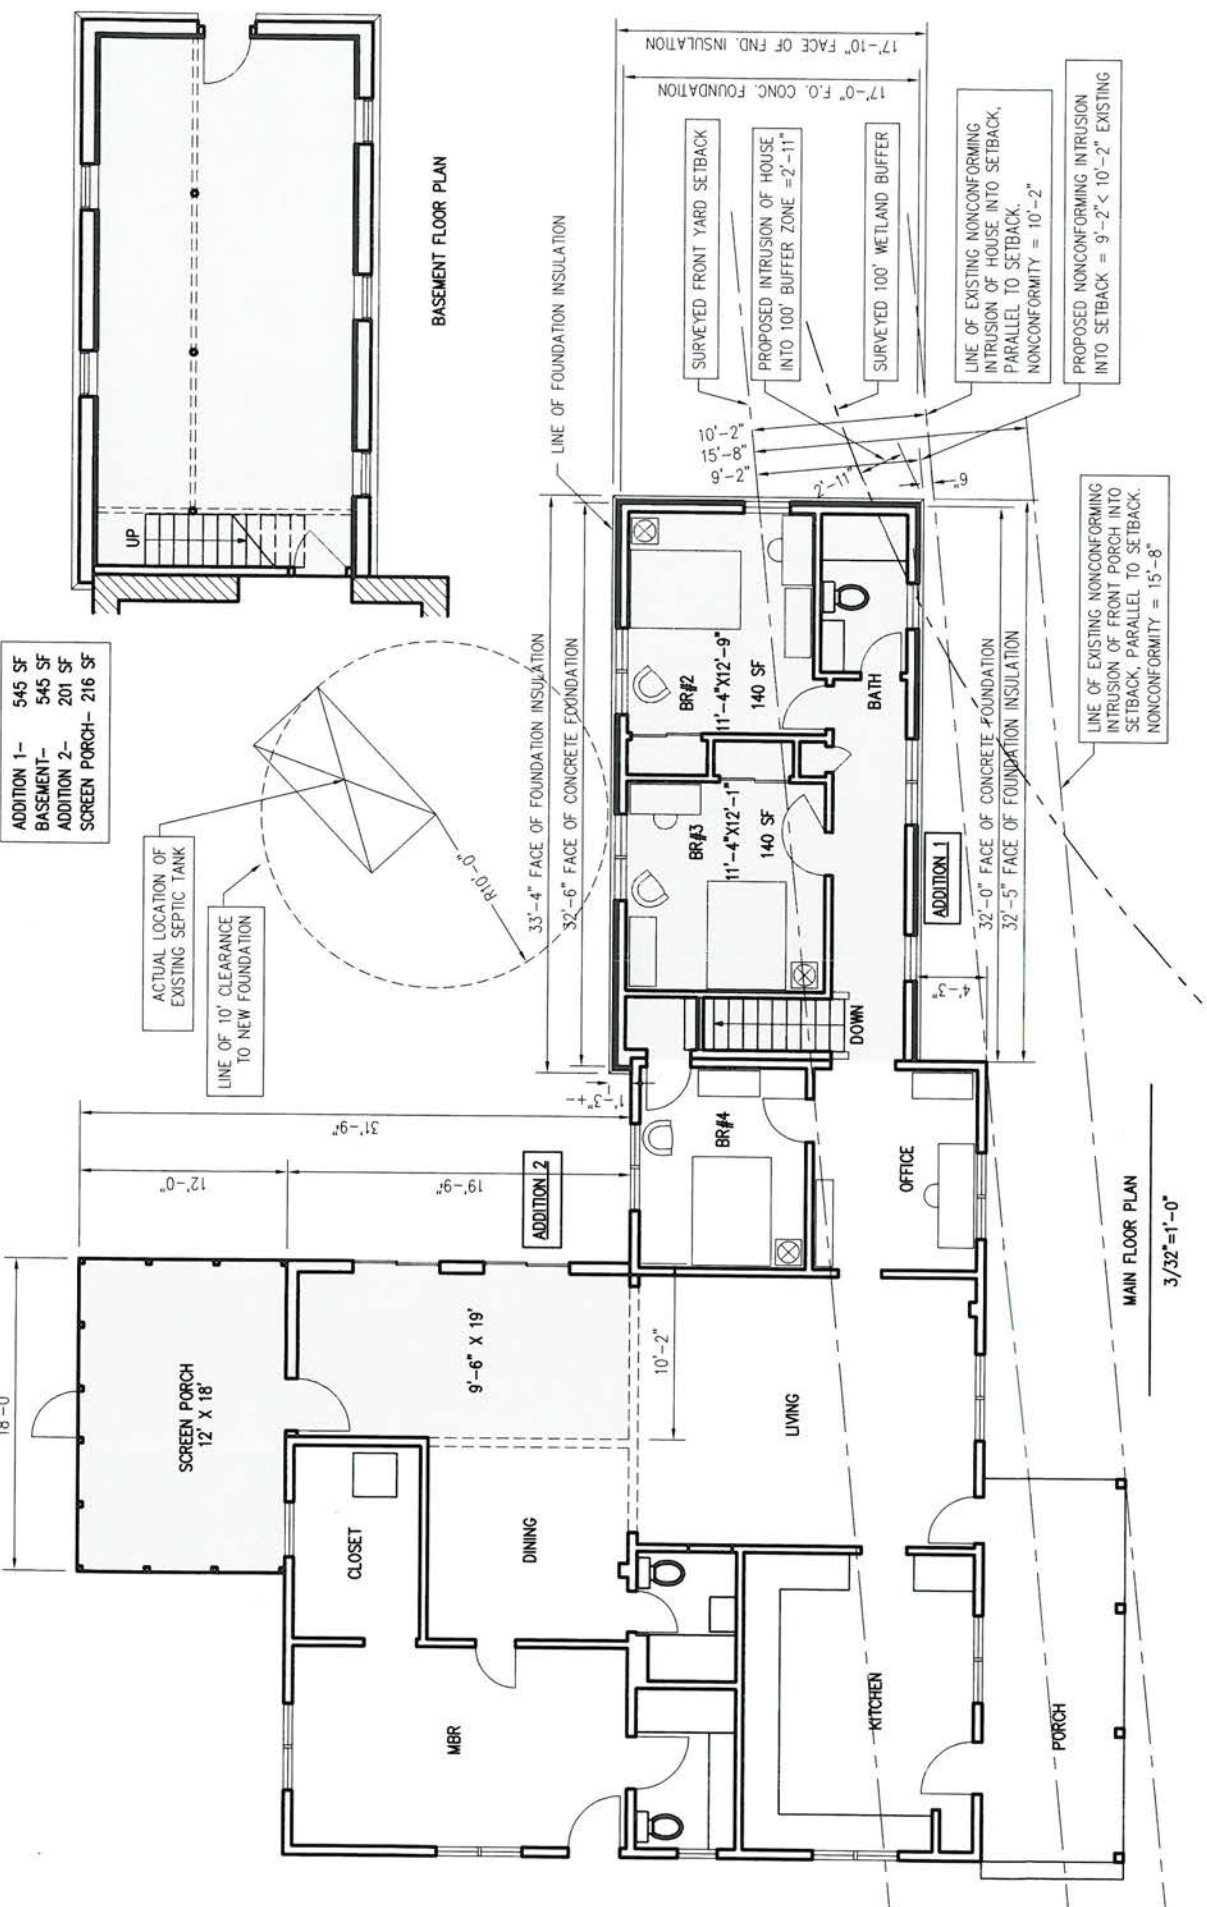 ADDITION 1- 545 SF
BASEMENT- 545 SF
ADDITION 2- 201 SF
SCREEN PORCH- 216 SF
UP
BASEMENT FLOOR PLAN
ACTUAL LOCATION OF
EXISTING SEPTIC TANK
LINE OF 10' CLEARANCE
TO NEW FOUNDATION
R10'-0"
LINE OF FOUNDATION INSULATION
33'-4" FACE OF FOUNDATION INSULATION
32'-6" FACE OF CONCRETE FOUNDATION
17'-10" FACE OF FND. INSULATION
17'-0" F.O. CONC. FOUNDATION
SURVEYED FRONT YARD SETBACK
PROPOSED INTRUSION OF HOUSE
INTO 100' BUFFER ZONE =2'-11"
SURVEYED 100' WETLAND BUFFER
LINE OF EXISTING NONCONFORMING
INTRUSION OF HOUSE INTO SETBACK,
PARALLEL TO SETBACK.
NONCONFORMITY = 10'-2"
PROPOSED NONCONFORMING INTRUSION
INTO SETBACK = 9'-2"< 10'-2" EXISTING
10'-2"
15'-8"
9'-2"
2'-11"
6"
LINE OF EXISTING NONCONFORMING
INTRUSION OF FRONT PORCH INTO
SETBACK, PARALLEL TO SETBACK.
NONCONFORMITY = 15'-8"
BR#2
11'-4"X12'-9"
140 SF
BATH
BR#3
11'-4"X12'-1"
140 SF
ADDITION 1
32'-0" FACE OF CONCRETE FOUNDATION
32'-5" FACE OF FOUNDATION INSULATION
4'-3"
DOWN
1'-3"+-
31'-9"
12'-0"
19'-9"
ADDITION 2
BR#4
OFFICE
18'-0"
SCREEN PORCH
12' X 18'
9'-6" X 19'
10'-2"
LIVING
CLOSET
DINING
MBR
KITCHEN
PORCH
MAIN FLOOR PLAN
3/32"=1'-0"